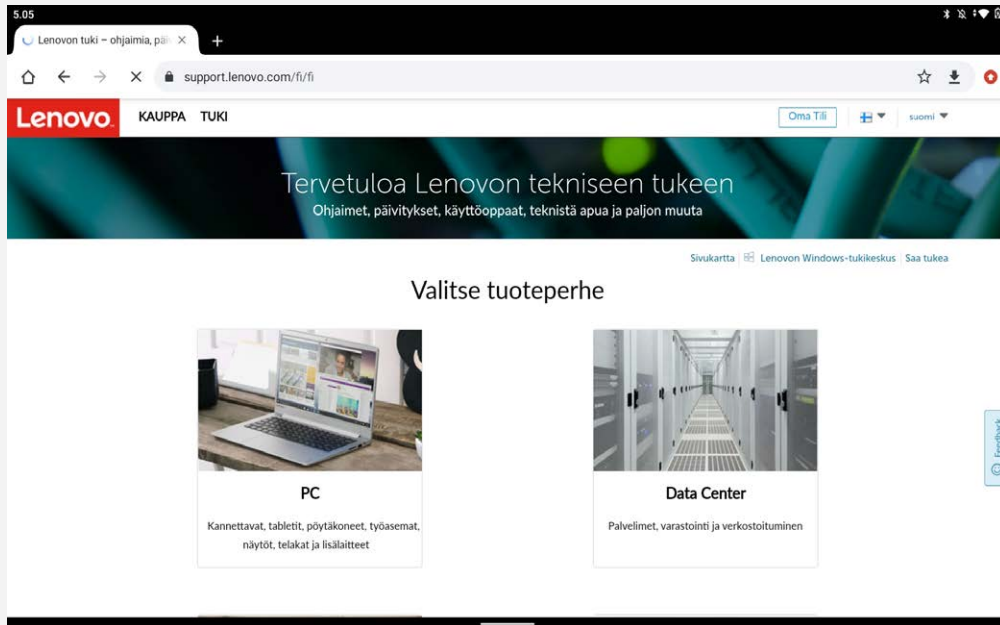 5.05
Lenovon tuki – ohjaimia, päi
support.lenovo.com/fi/fi
Lenovo
KAUPPA TUKI
Oma Tili
suomi
Tervetuloa Lenovon tekniseen tukeen
Ohjaimet, päivitykset, käyttöoppaat, teknistä apua ja paljon muuta
Sivukartta
Lenovon Windows-tukikeskus
Saa tukea
Valitse tuoteperhe
PC
Kannettavat, tabletit, pöytäkoneet, työasemat,
näytöt, telakat ja lisälaitteet
Data Center
Palvelimet, varastointi ja verkostoituminen
Feedback